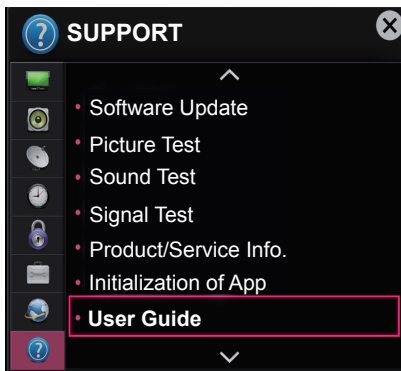 SUPPORT
Software Update
Picture Test
Sound Test
Signal Test
Product/Service Info.
Initialization of App
User Guide